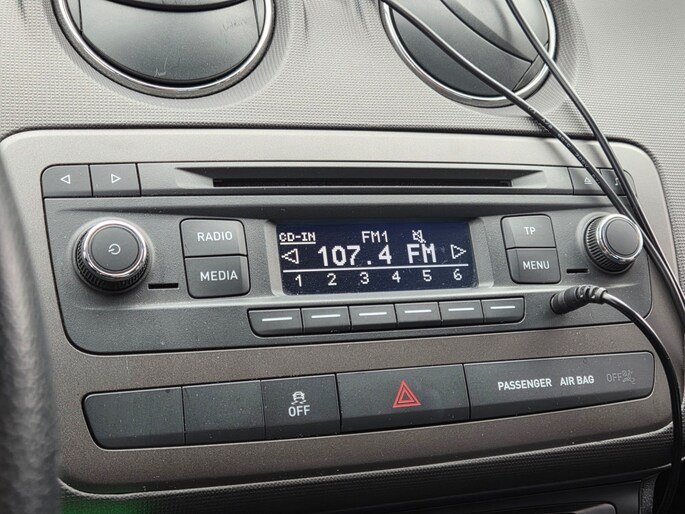 CD-IN FM1
107.4 FM
1 2 3 4 5 6
RADIO
MEDIA
TP
MENU
OFF
PASSENGER AIR BAG OFF